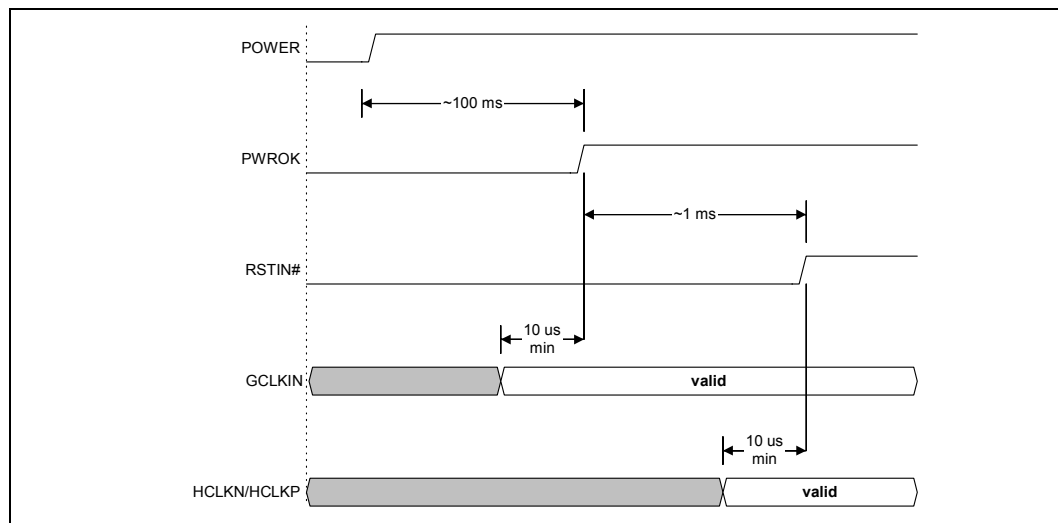 POWER
~100 ms
PWROK
~1 ms
RSTIN#
10 us
min
GCLKIN
valid
10 us
min
HCLKN/HCLKP
valid